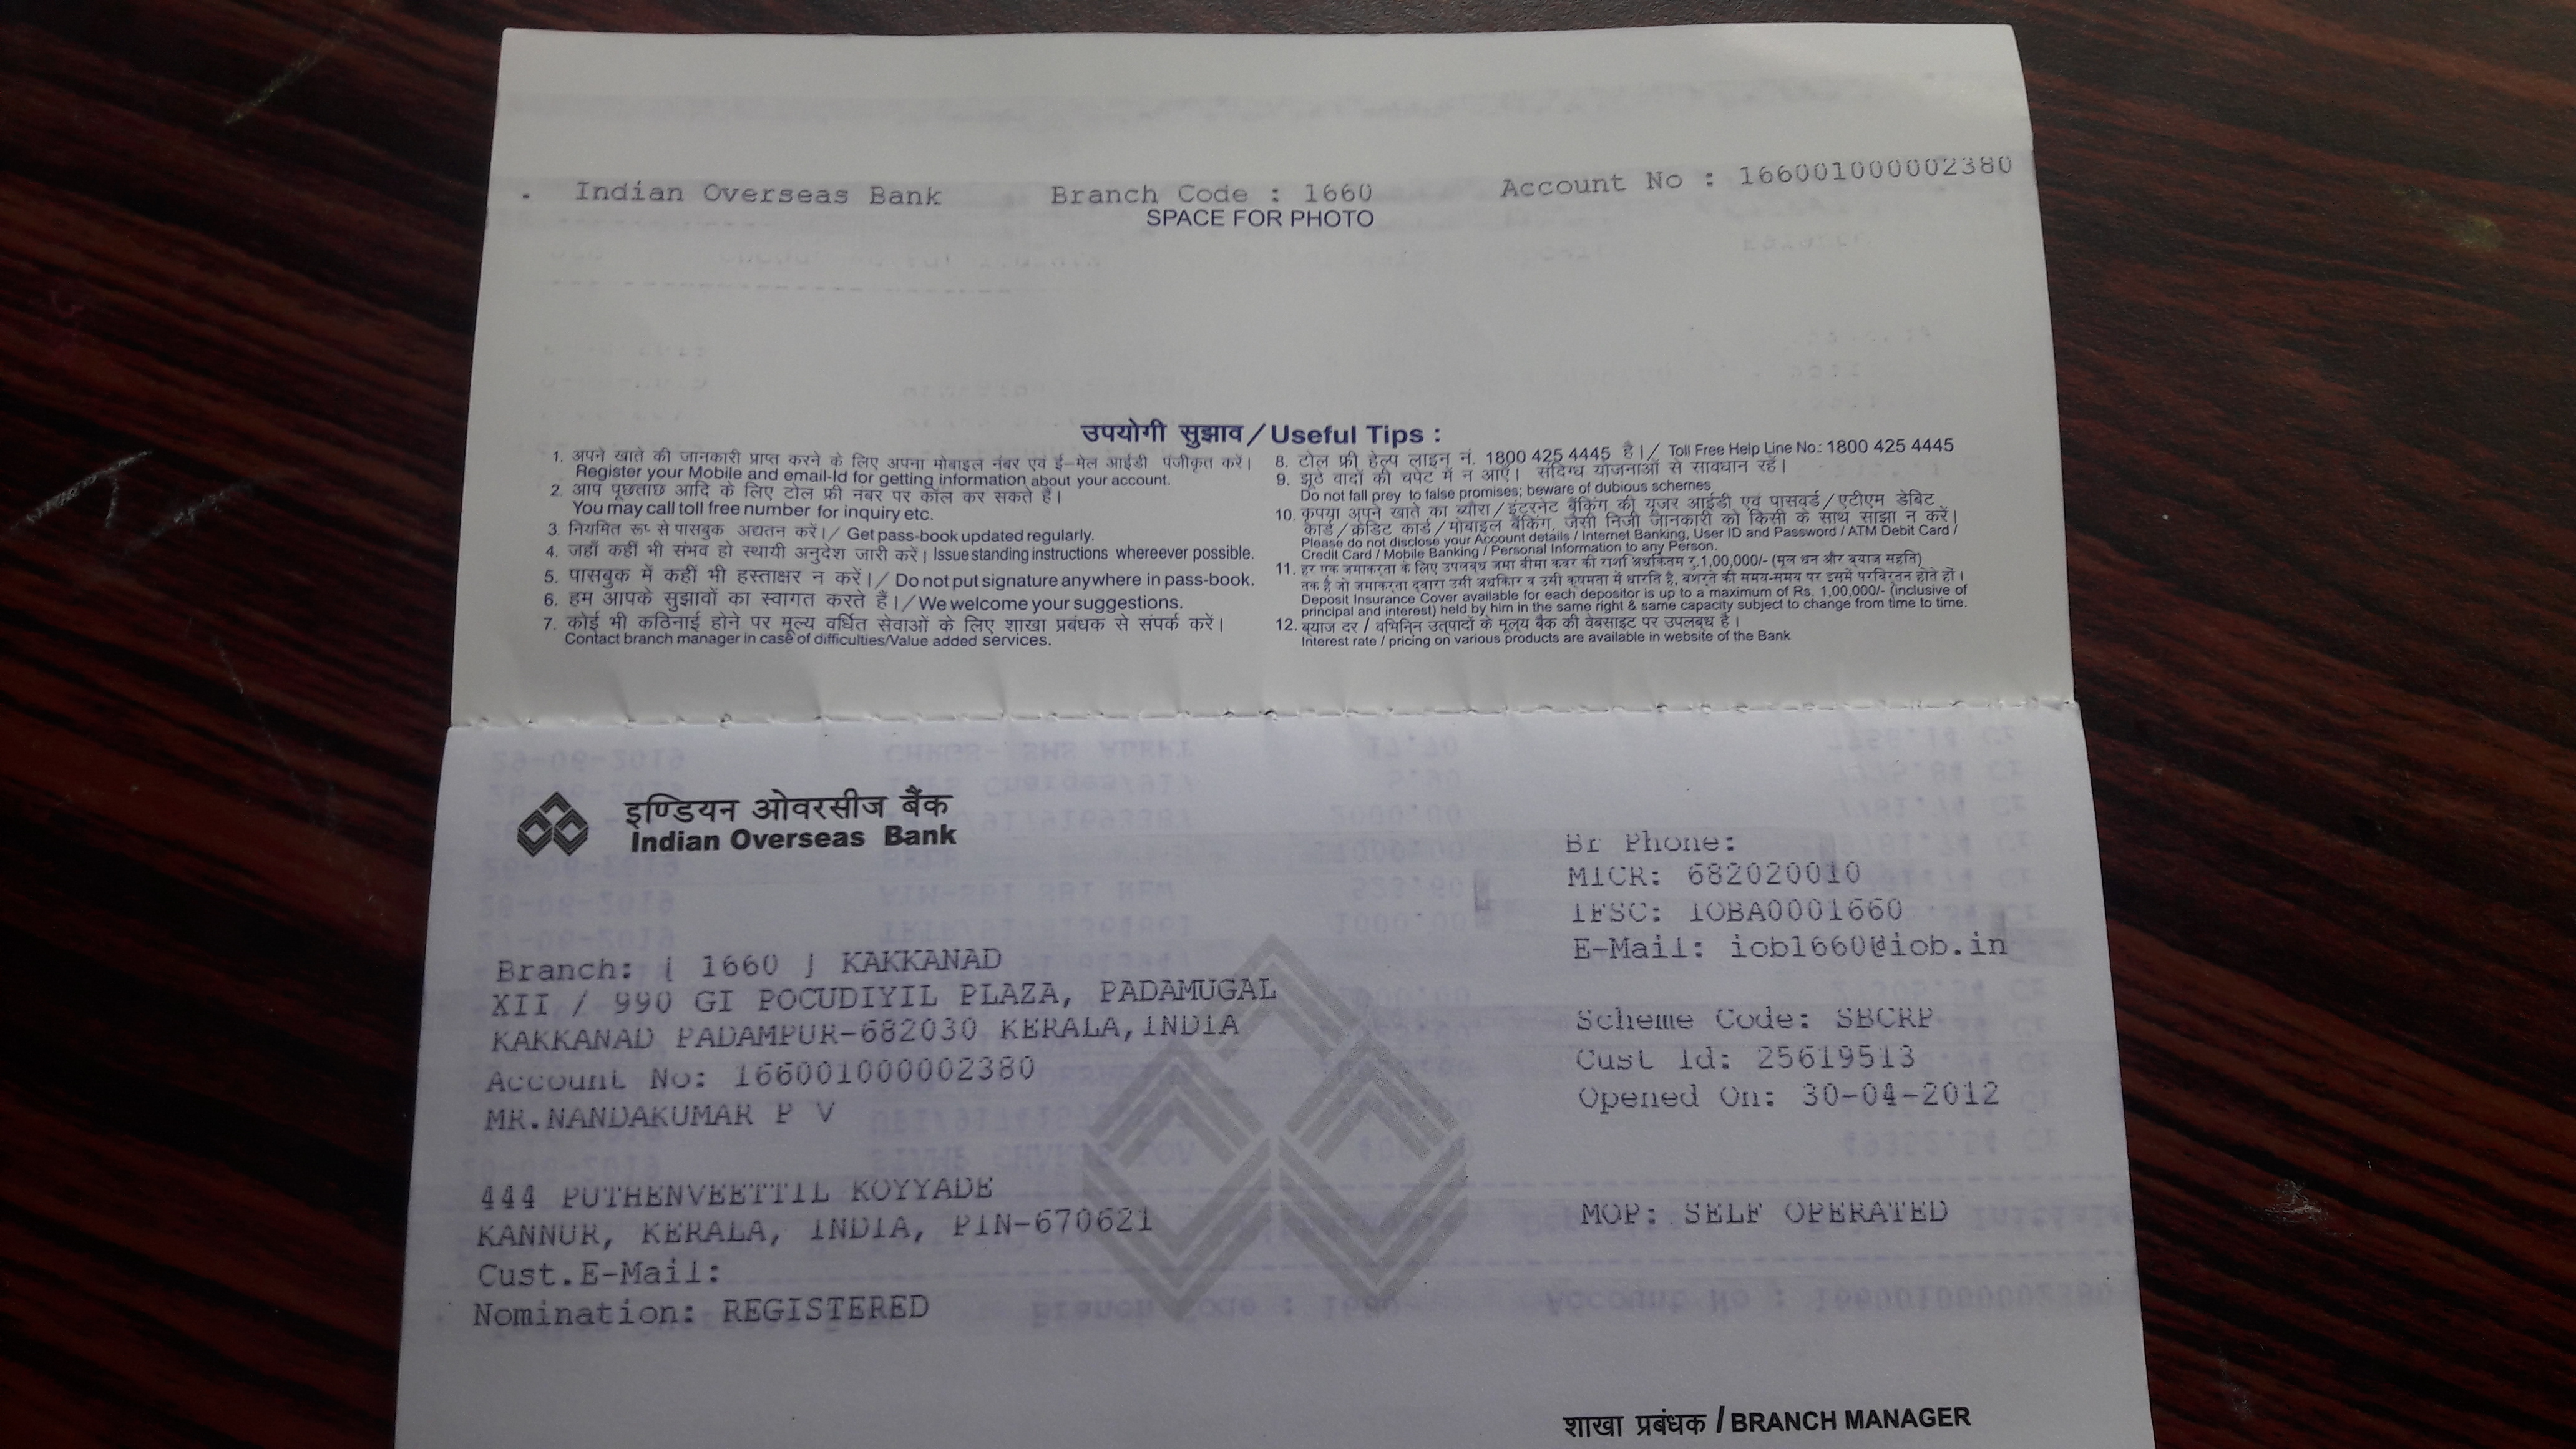 Indian Overseas Bank Branch Code : 1660 Account No : 166001000002380
SPACE FOR PHOTO
उपयोगी सुझाव / Useful Tips :
1. अपने खाते की जानकारी प्राप्त करने के लिए अपना मोबाइल नंबर एवं ई-मेल आईडी पंजीकृत करें।
Register your Mobile and email-Id for getting information about your account.
2. आप पूछताछ आदि के लिए टोल फ्री नंबर पर कॉल कर सकते हैं।
You may call toll free number for inquiry etc.
3 नियमित रूप से पासबुक अद्यतन करें।/ Get pass-book updated regularly.
4 जहाँ कहीं भी संभव हो स्थायी अनुदेश जारी करें। Issue standing instructions whereever possible.
5. पासबुक में कहीं भी हस्ताक्षर न करें।/ Do not put signature anywhere in pass-book.
6. हम आपके सुझावों का स्वागत करते हैं।/ We welcome your suggestions.
7. कोई भी कठिनाई होने पर मूल्य वर्धित सेवाओं के लिए शाखा प्रबंधक से संपर्क करें।
Contact branch manager in case of difficulties/Value added services.
8. टोल फ्री हेल्प लाइन नं. 1800 425 4445 है।/ Toll Free Help Line No.: 1800 425 4445
9. झूठे वादों की चपेट में न आएं। संदिग्ध योजनाओं से सावधान रहें।
Do not fall prey to false promises; beware of dubious schemes
10. कृपया अपने खाते का ब्यौरा/ इंटरनेट बैंकिंग की यूजर आईडी एवं पासवर्ड/ एटीएम डेबिट
कार्ड/ क्रेडिट कार्ड/ मोबाइल बैंकिंग, जैसी निजी जानकारी को किसी के साथ साझा न करें।
Please do not disclose your Account details / Internet Banking, User ID and Password / ATM Debit Card /
Credit Card / Mobile Banking / Personal Information to any Person.
11. हर एक जमाकर्ता के लिए उपलब्ध जमा बीमा कवर की राशि अधिकतम रु.1,00,000/-
Deposit Insurance Cover available for each depositor is up to a maximum of Rs. 1,00,000/- (inclusive of
principal and interest) held by him in the same right & same capacity subject to change from time to time.
12. ब्याज दर / विभिन्न उत्पादों के मूल्य बैंक की वेबसाइट पर उपलब्ध है।
Interest rate / pricing on various products are available in website of the Bank
इण्डियन ओवरसीज बैंक
Indian Overseas Bank
Br Phone:
MICR: 682020010
Branch: [ 1660 ] KAKKANAD IFSC: IOBA0001660
XII / 990 GI POCUDIYIL PLAZA, PADAMUGAL E-Mail: iob1660@iob.in
KAKKANAD PADAMPUR-682030 KERALA,INDIA
Account No: 166001000002380 Scheme Code: SBCRP
MR.NANDAKUMAR P V Cust Id: 25619513
Opened On: 30-04-2012
444 PUTHENVEETTIL KOYYADE
KANNUR, KERALA, INDIA, PIN-670621
Cust.E-Mail: MOP: SELF OPERATED
Nomination: REGISTERED
शाखा प्रबंधक / BRANCH MANAGER